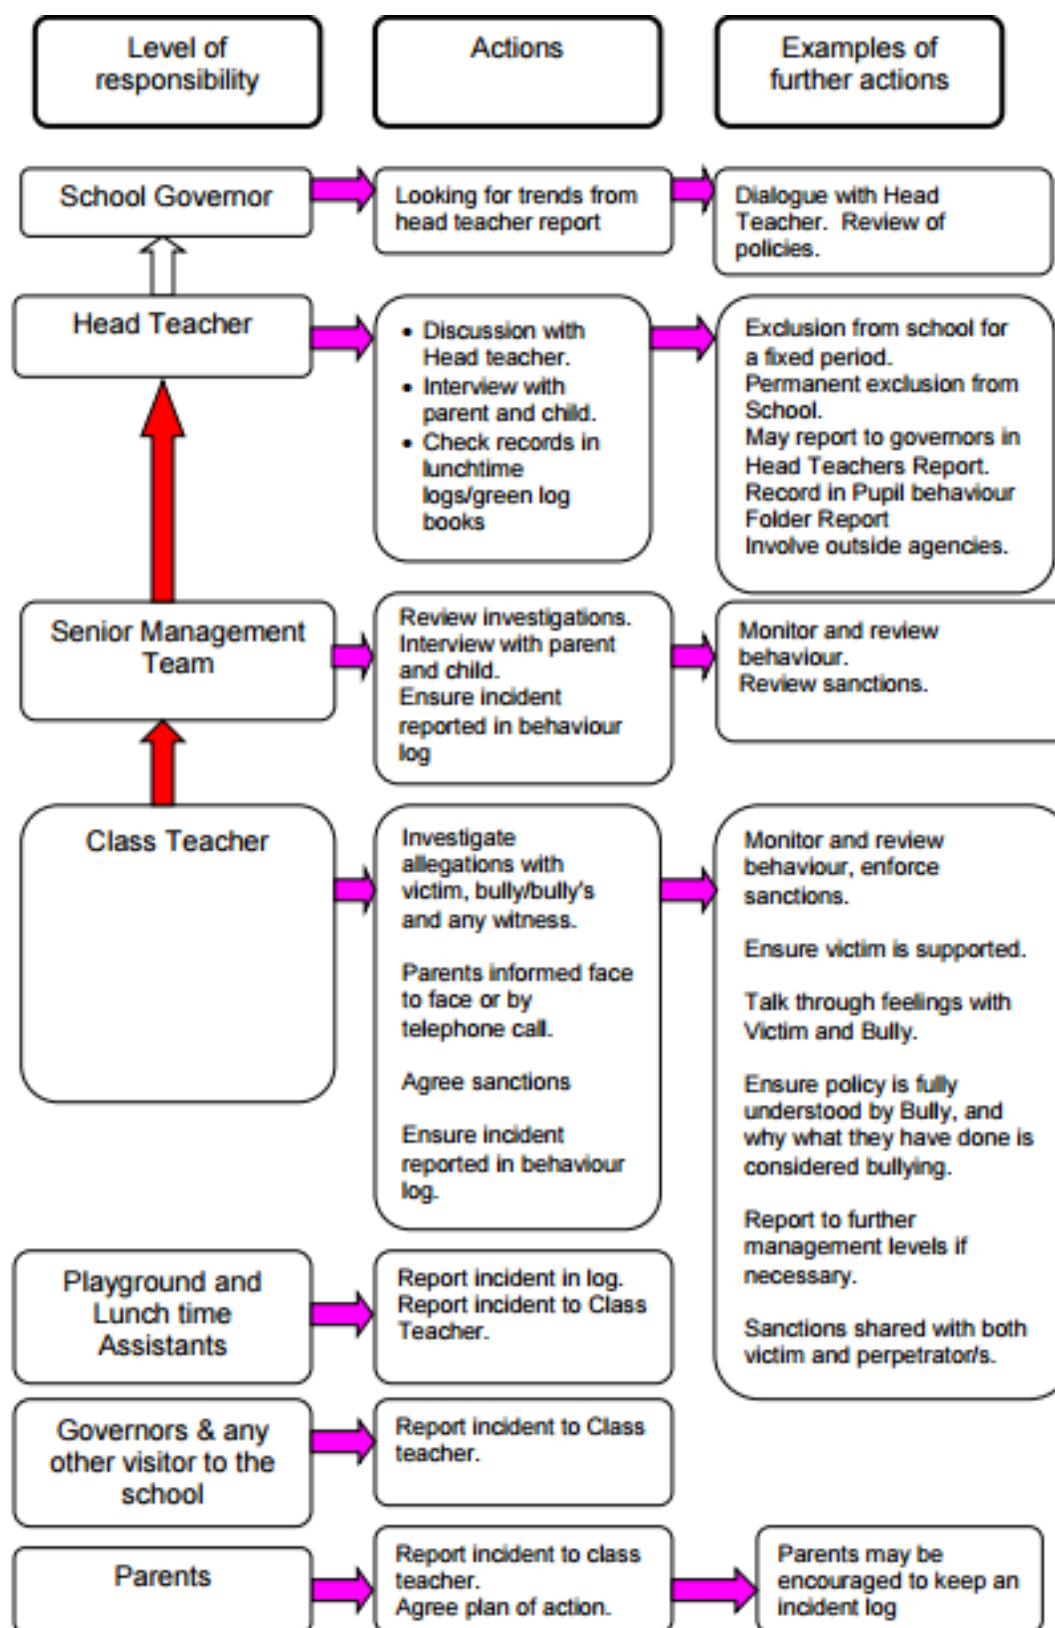 Level of
responsibility
Actions
Examples of
further actions
School Governor
Looking for trends from
head teacher report
Dialogue with Head
Teacher.  Review of
policies.
Head Teacher
• Discussion with
Head teacher.
• Interview with
parent and child.
• Check records in
lunchtime
logs/green log
books
Exclusion from school for
a fixed period.
Permanent exclusion from
School.
May report to governors in
Head Teachers Report.
Record in Pupil behaviour
Folder Report
Involve outside agencies.
Senior Management
Team
Review investigations.
Interview with parent
and child.
Ensure incident
reported in behaviour
log
Monitor and review
behaviour.
Review sanctions.
Class Teacher
Investigate
allegations with
victim, bully/bully's
and any witness.
Parents informed face
to face or by
telephone call.
Agree sanctions
Ensure incident
reported in behaviour
log.
Monitor and review
behaviour, enforce
sanctions.
Ensure victim is supported.
Talk through feelings with
Victim and Bully.
Ensure policy is fully
understood by Bully, and
why what they have done is
considered bullying.
Report to further
management levels if
necessary.
Sanctions shared with both
victim and perpetrator/s.
Playground and
Lunch time
Assistants
Report incident in log.
Report incident to Class
Teacher.
Governors & any
other visitor to the
school
Report incident to Class
teacher.
Parents
Report incident to class
teacher.
Agree plan of action.
Parents may be
encouraged to keep an
incident log